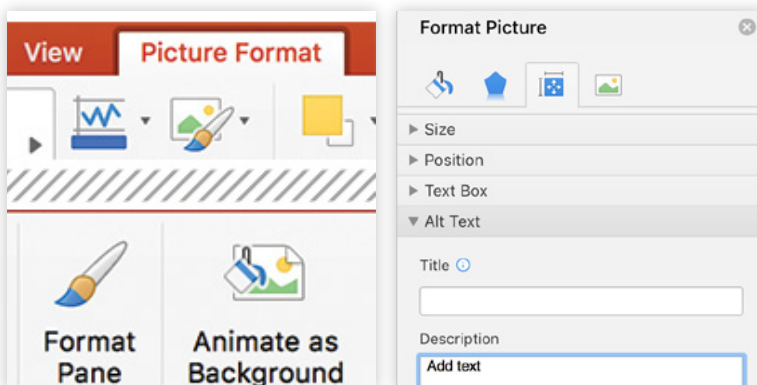 View
Picture Format
Format
Pane
Animate as
Background
Format Picture
Size
Position
Text Box
Alt Text
Title
Description
Add text